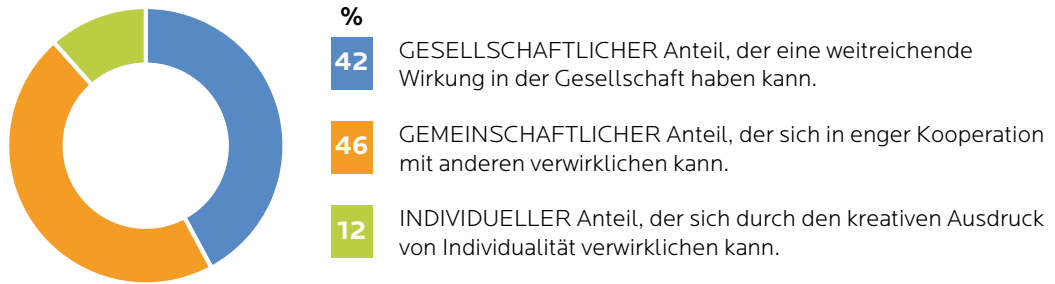 %
42
GESELLSCHAFTLICHER Anteil, der eine weitreichende
Wirkung in der Gesellschaft haben kann.
46
GEMEINSCHAFTLICHER Anteil, der sich in enger Kooperation
mit anderen verwirklichen kann.
12
INDIVIDUELLER Anteil, der sich durch den kreativen Ausdruck
von Individualität verwirklichen kann.